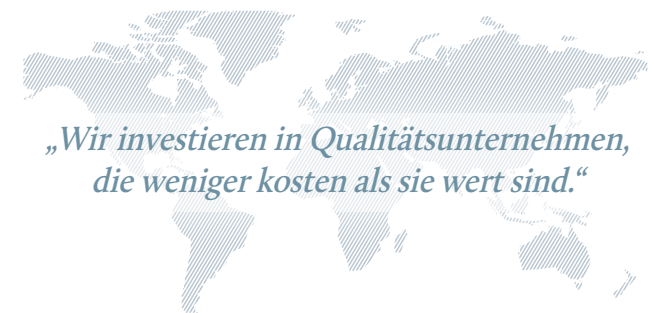 „Wir investieren in Qualitätsunternehmen,
die weniger kosten als sie wert sind.“